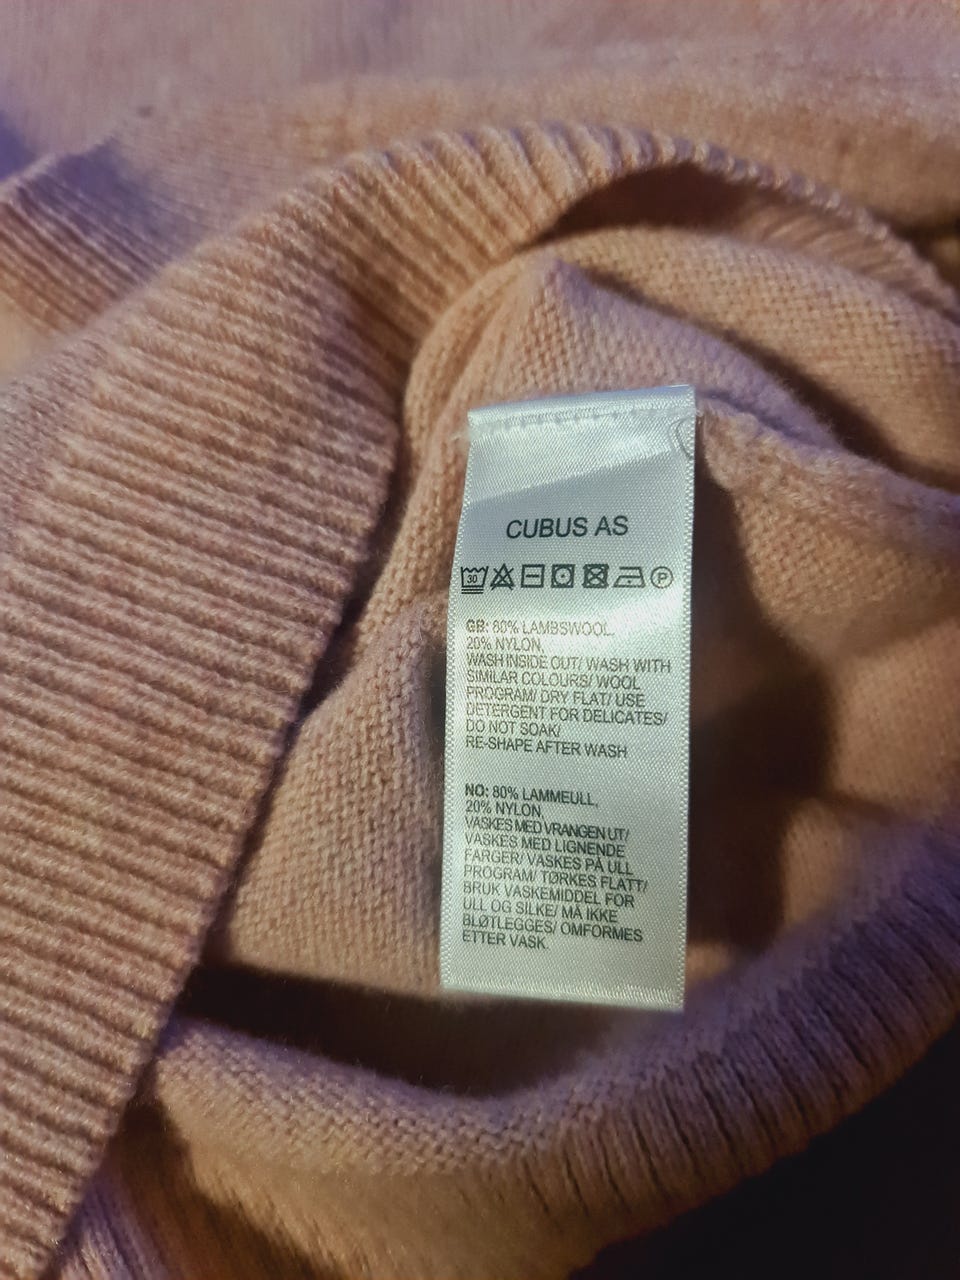 CUBUS AS
30 P
GB: 80% LAMBSWOOL,
20% NYLON,
WASH INSIDE OUT/ WASH WITH
SIMILAR COLOURS/ WOOL
PROGRAM/ DRY FLAT/ USE
DETERGENT FOR DELICATES/
DO NOT SOAK/
RE-SHAPE AFTER WASH
NO: 80% LAMMEULL,
20% NYLON,
VASKES MED VRANGEN UT/
VASKES MED LIGNENDE
FARGER/ VASKES PÅ ULL
PROGRAM/ TØRKES FLATT/
BRUK VASKEMIDDEL FOR
ULL OG SILKE/ MÅ IKKE
BLØTLEGGES/ OMFORMES
ETTER VASK.